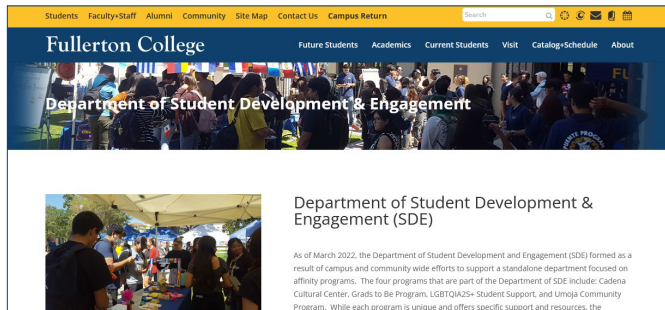 Students Faculty+Staff Alumni Community Site Map Contact Us Campus Return Search
Fullerton College
Future Students Academics Current Students Visit Catalog+Schedule About
Department of Student Development & Engagement
FU
PUENTE PROGRAM
Department of Student Development &
Engagement (SDE)
As of March 2022, the Department of Student Development and Engagement (SDE) formed as a
result of campus and community wide efforts to support a standalone department focused on
affinity programs. The four programs that are part of the Department of SDE include: Cadena
Cultural Center, Grads to Be Program, LGBTQIA2S+ Student Support, and Umoja Community
Program. While each program is unique and offers specific support and resources, the